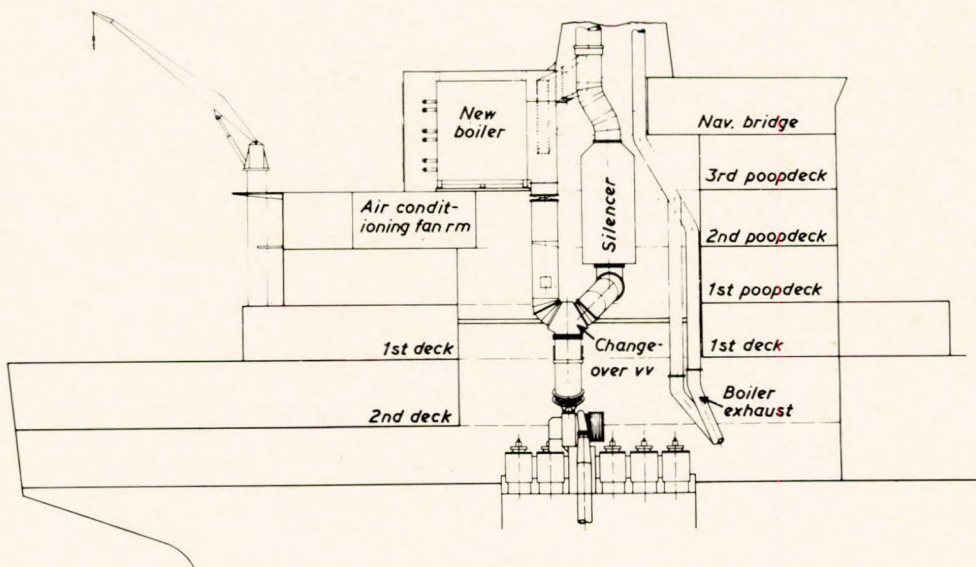 New
boiler
Nav. bridge
3rd poopdeck
Air condit-
ioning fan rm
Silencer
2nd poopdeck
1st poopdeck
1st deck
Change-
over vv
1st deck
2nd deck
Boiler
exhaust